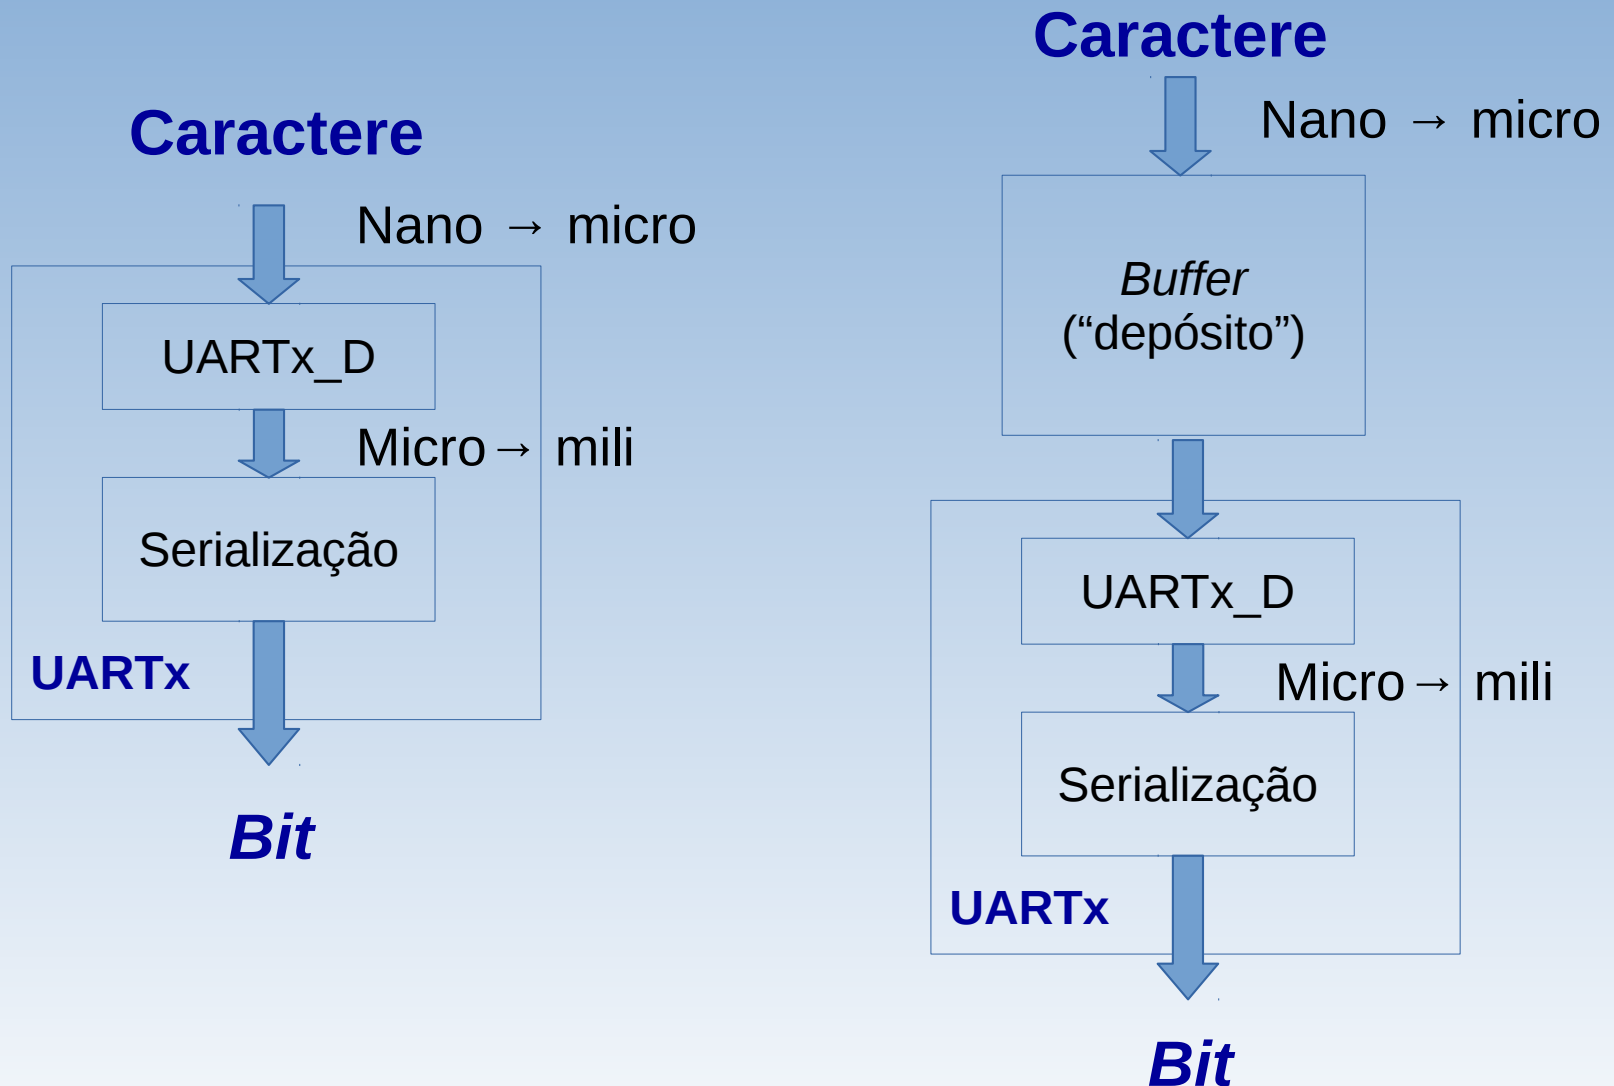 Caractere
Nano → micro
UARTx_D
Micro→ mili
Serialização
UARTx
Bit
Caractere
Nano → micro
Buffer
(“depósito”)
UARTx_D
Micro→ mili
Serialização
UARTx
Bit